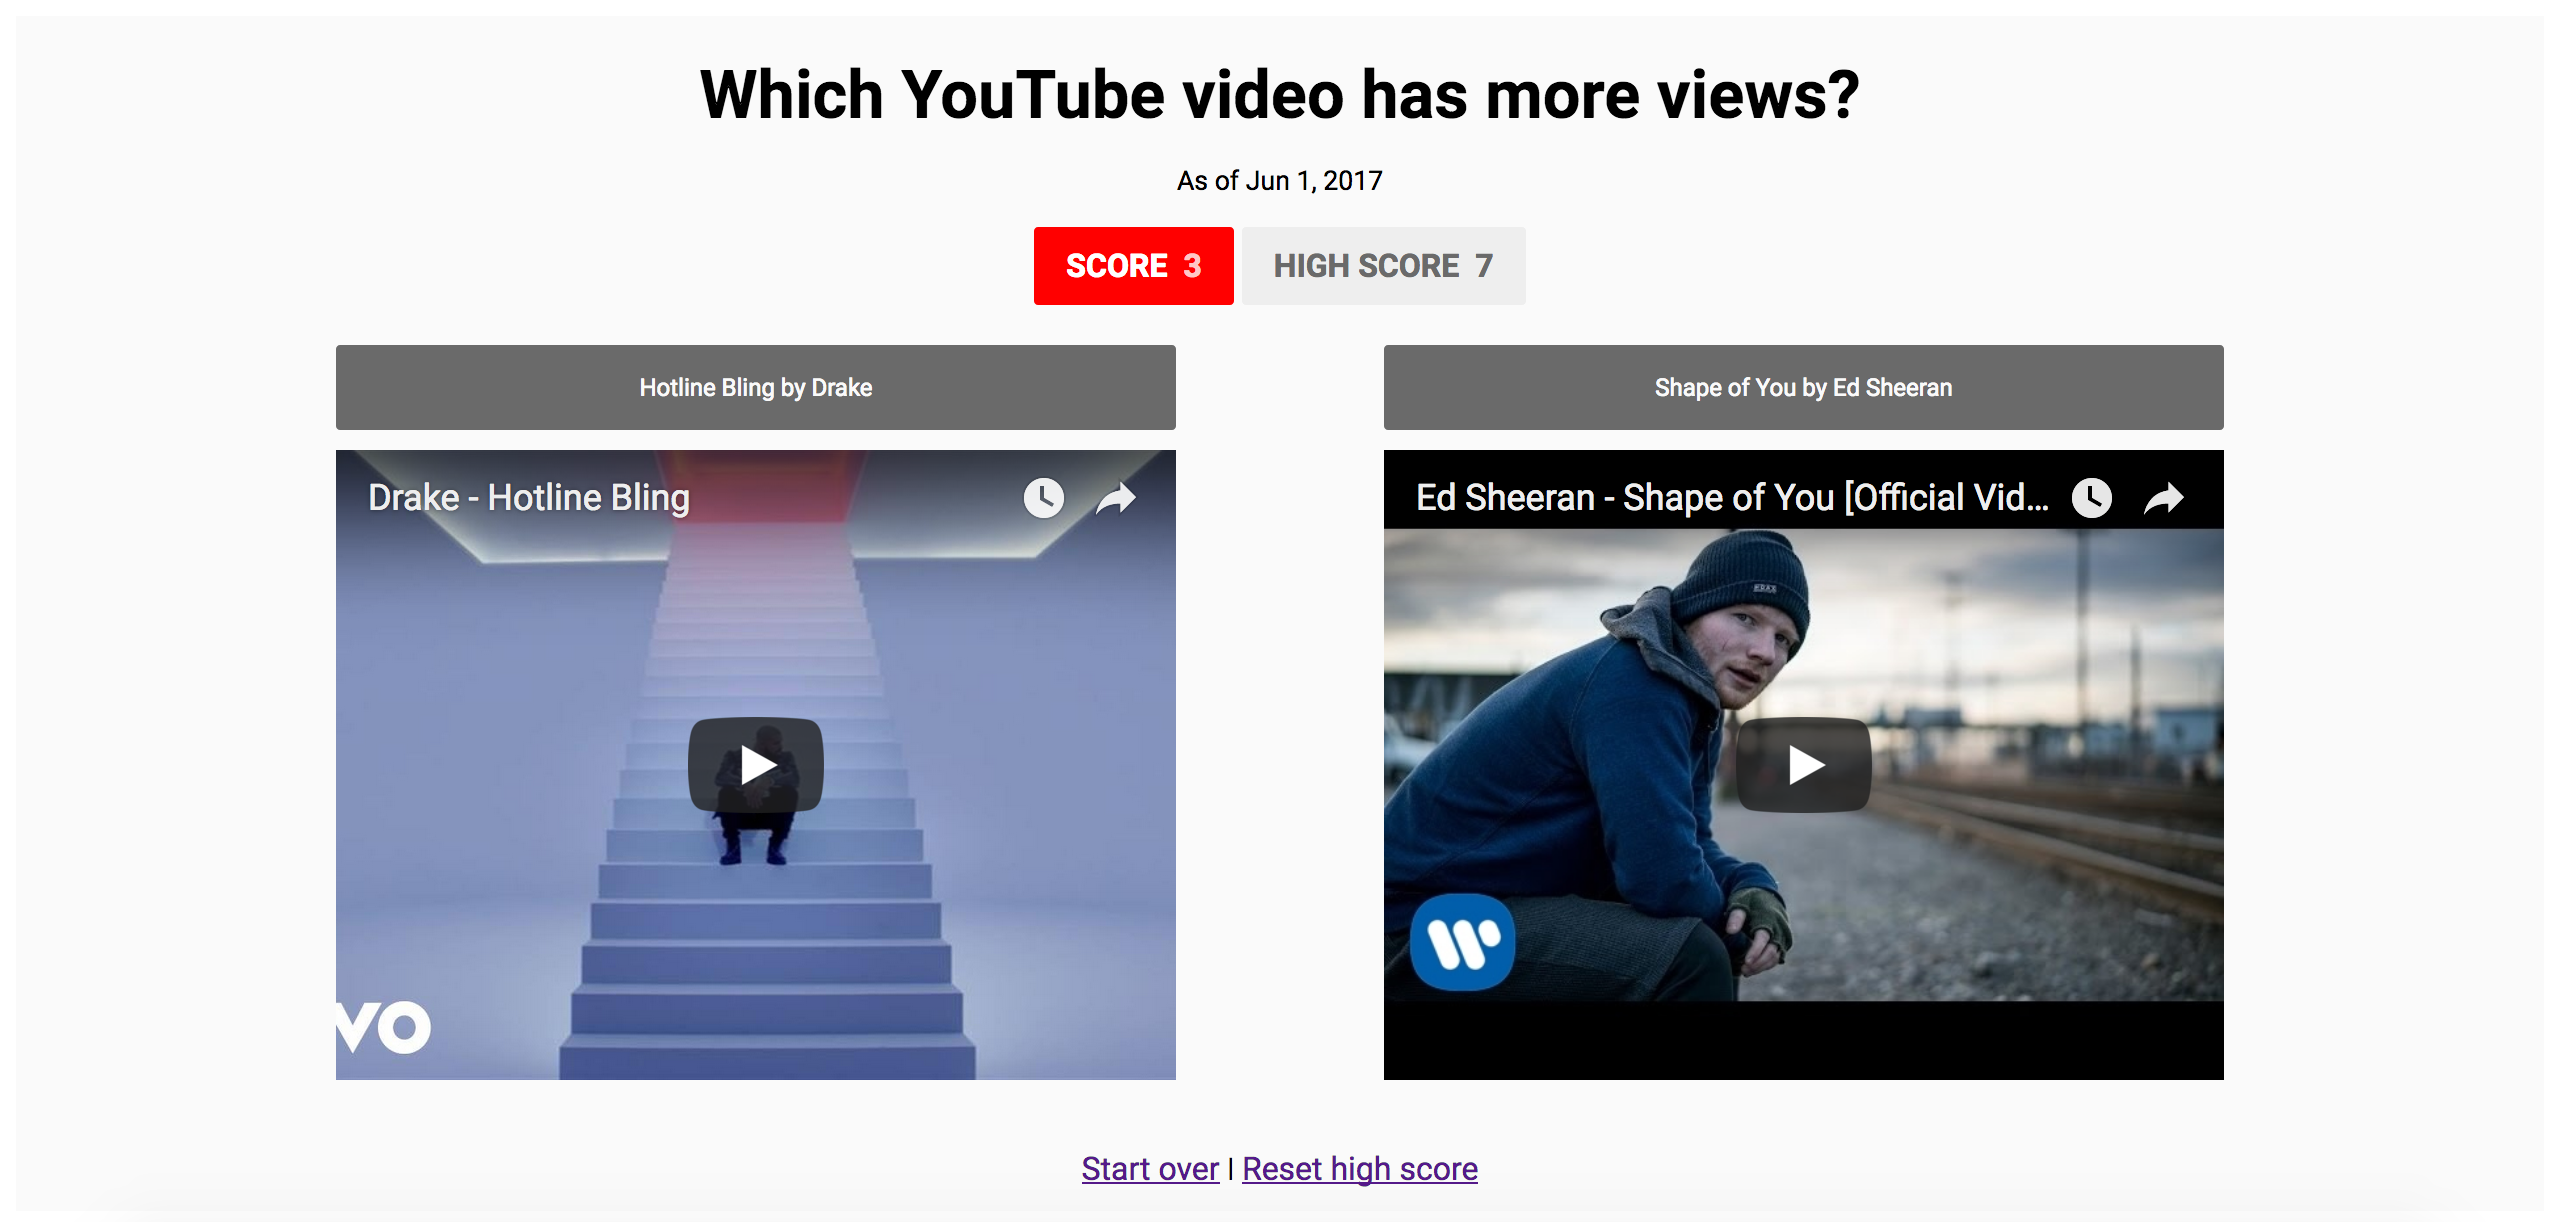 Which YouTube video has more views?
As of Jun 1, 2017
SCORE 3 HIGH SCORE 7
Hotline Bling by Drake
Shape of You by Ed Sheeran
Drake - Hotline Bling
Ed Sheeran - Shape of You [Official Vid...
vo
Start over | Reset high score